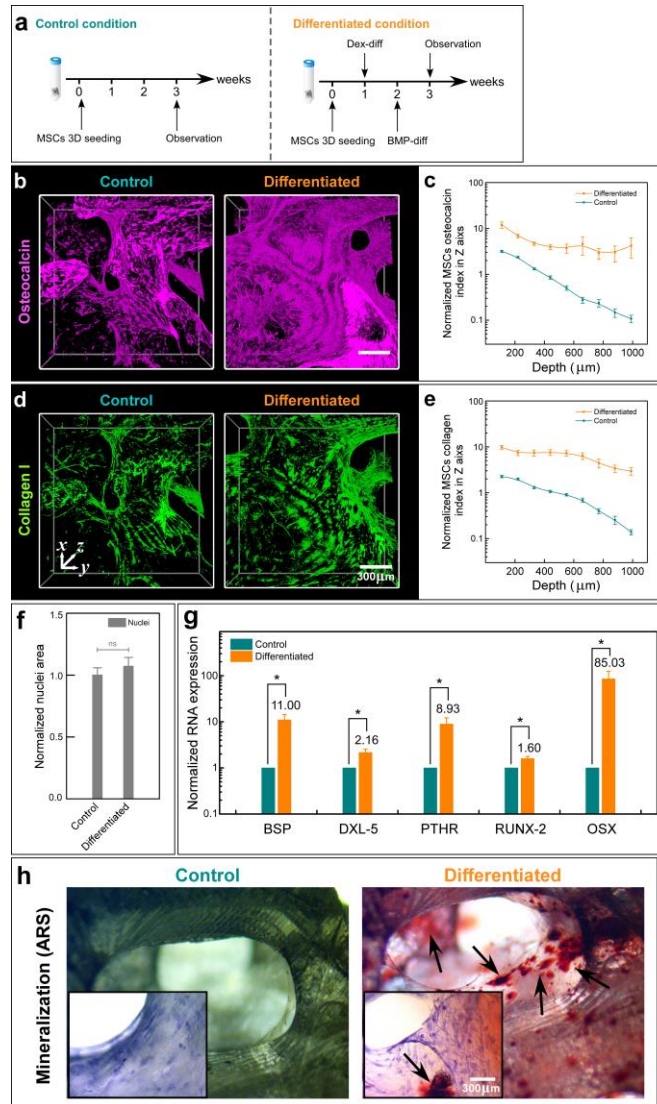 a Control condition
Differentiated condition
Dex-diff Observation
weeks
weeks
0 1 2 3
0 1 2 3
MSCs 3D seeding Observation
MSCs 3D seeding BMP-diff
b Control Differentiated
Osteocalcin
c
Normalized MSCs osteocalcin
index in Z aixs
100
10
1
0.1
Differentiated
Control
200 400 600 800 1000
Depth ( μm)
d Control Differentiated
Collagen I
x z
y
300μm
e
Normalized MSCs collagen
index in Z aixs
100
10
1
0.1
Differentiated
Control
200 400 600 800 1000
Depth ( μm)
f
Normalized nuclei area
1.5
1.0
0.5
0.0
Nuclei
ns
Control
Differentiated
g
Normalized RNA expression
100
10
1
0.1
Control
Differentiated
* * * * *
11.00 2.16 8.93 1.60 85.03
BSP DXL-5 PTHR RUNX-2 OSX
h Control Differentiated
Mineralization (ARS)
300 μm